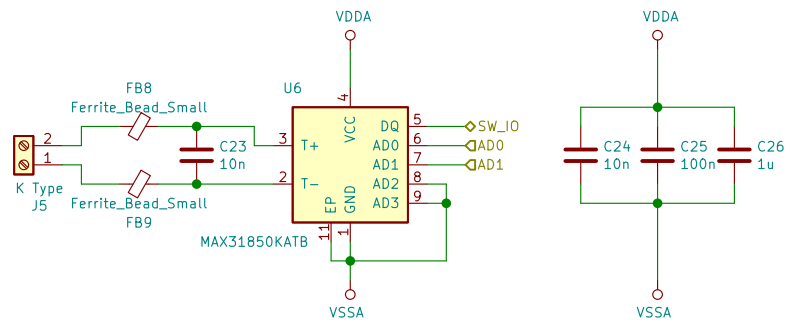 VDDA
VDDA
FB8
Ferrite_Bead_Small
U6
4
VCC
2
1
K Type
J5
C23
10n
3
T+
2
T-
DQ
5
SW_IO
AD0
6
AD0
AD1
7
AD1
AD2
8
AD3
9
EP
GND
11
1
Ferrite_Bead_Small
FB9
MAX31850KATB
C24
10n
C25
100n
C26
1u
VSSA
VSSA